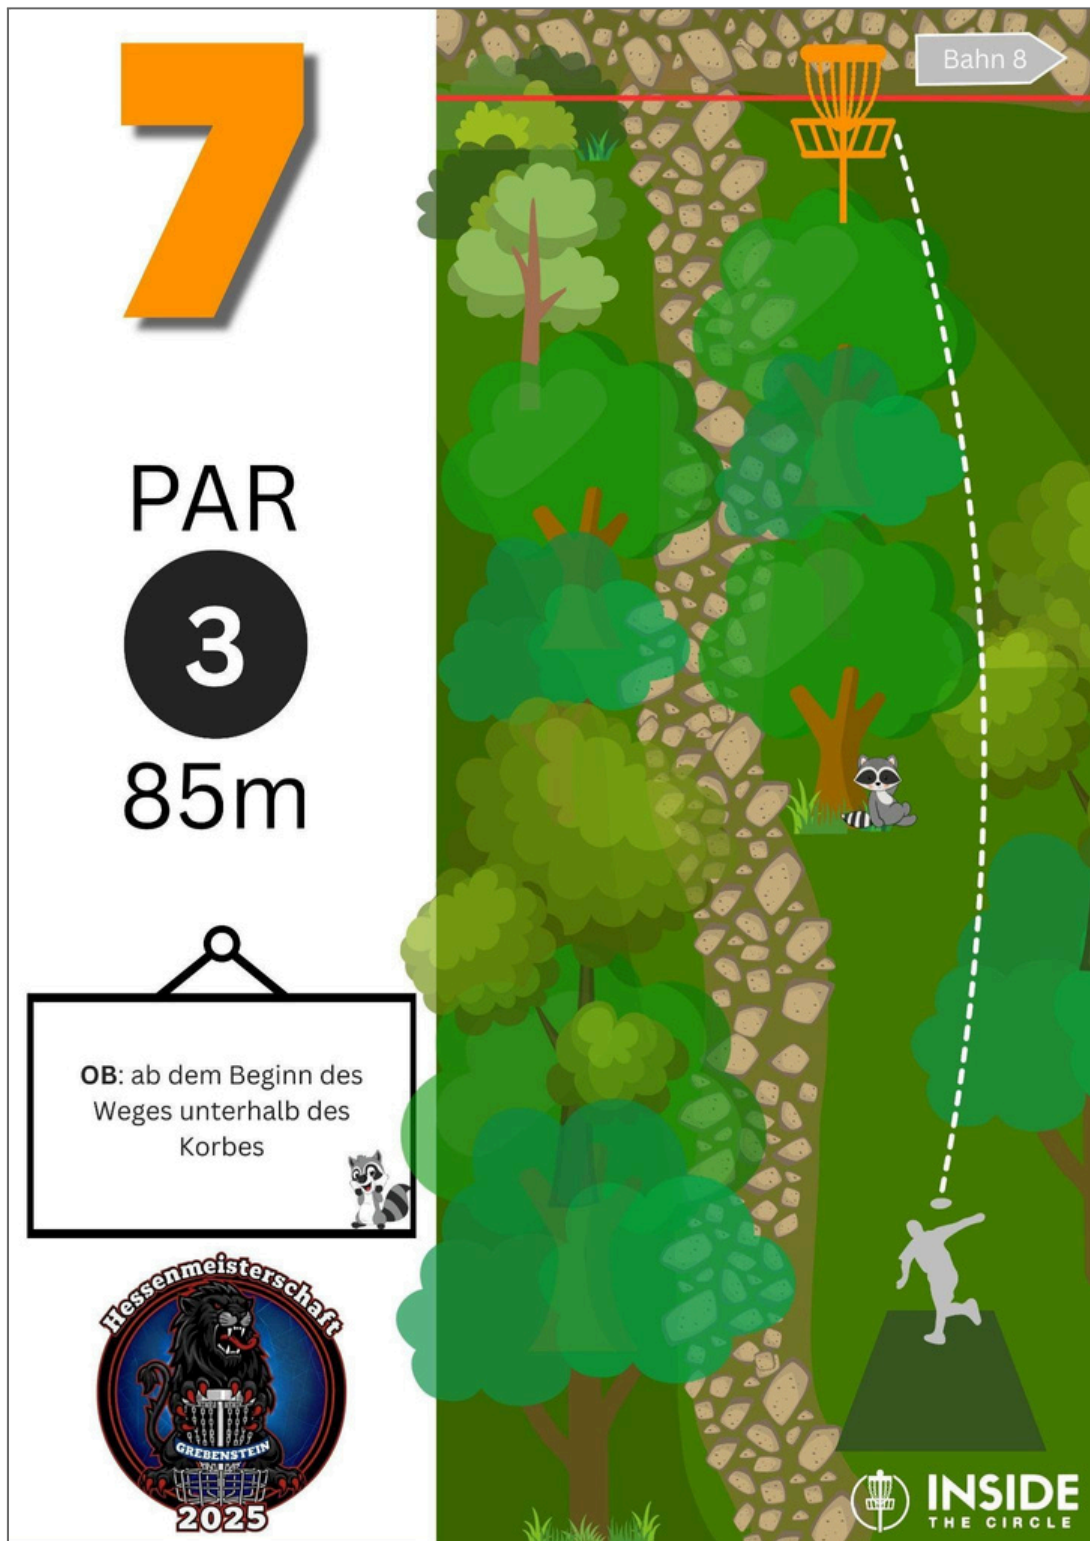 7
PAR
3
85m
OB: ab dem Beginn des
Weges unterhalb des
Korbes
Hessenmeisterschaft
GREBENSTEIN
2025
Bahn 8
INSIDE
THE CIRCLE